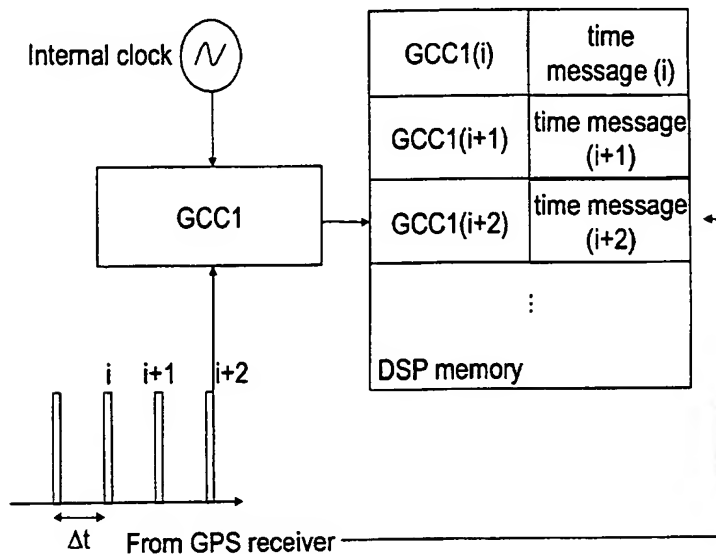 Internal clock
GCC1(i)
time
message (i)
GCC1(i+1)
time message
(i+1)
GCC1
GCC1(i+2)
time message
(i+2)
⋮
DSP memory
i
i+1
i+2
Δt
From GPS receiver